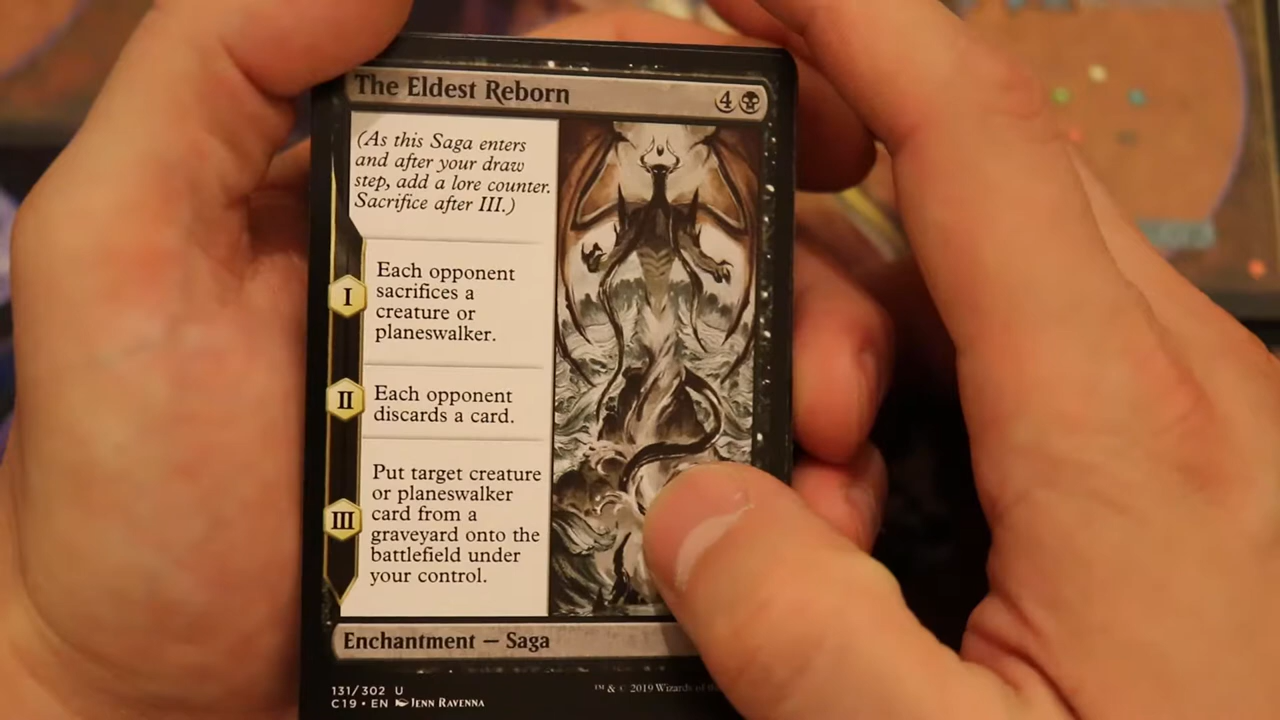 The Eldest Reborn 4
(As this Saga enters
and after your draw
step, add a lore counter.
Sacrifice after III.)
I
Each opponent
sacrifices a
creature or
planeswalker.
II
Each opponent
discards a card.
III
Put target creature
or planeswalker
card from a
graveyard onto the
battlefield under
your control.
Enchantment — Saga
131/302 U
C19 • EN JENN RAVENNA
™ & © 2019 Wizards of